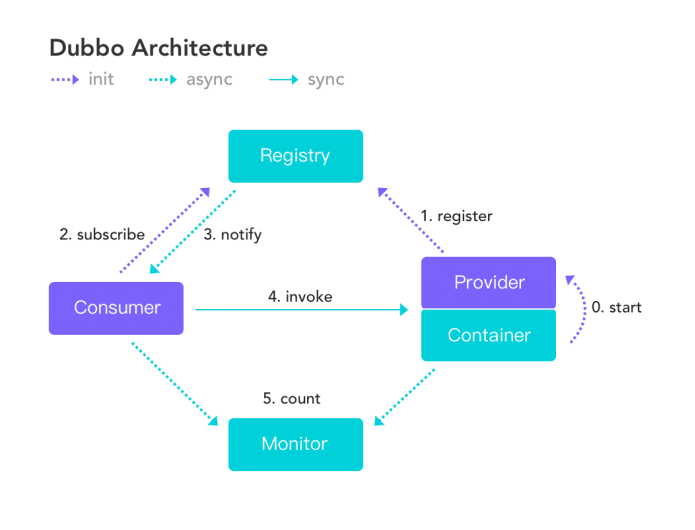 Dubbo Architecture
init async sync
Registry
1. register
2. subscribe 3. notify
Provider
Consumer 4. invoke 0. start
Container
5. count
Monitor